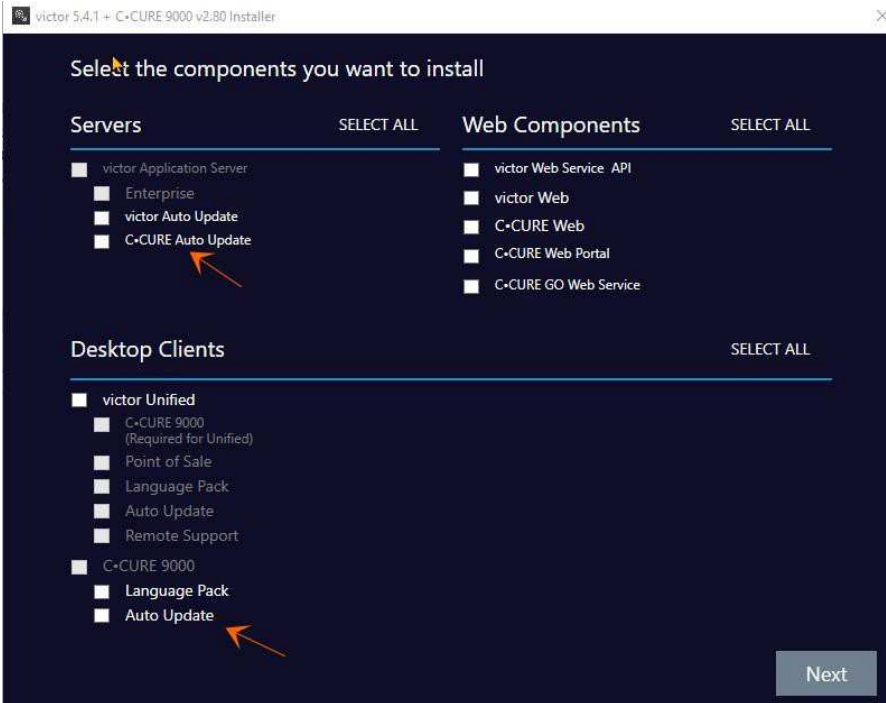 victor 5.4.1 + C•CURE 9000 v2.80 Installer
Select the components you want to install
Servers SELECT ALL
victor Application Server
Enterprise
victor Auto Update
C•CURE Auto Update
Web Components SELECT ALL
victor Web Service API
victor Web
C•CURE Web
C•CURE Web Portal
C•CURE GO Web Service
Desktop Clients SELECT ALL
victor Unified
C•CURE 9000
(Required for Unified)
Point of Sale
Language Pack
Auto Update
Remote Support
C•CURE 9000
Language Pack
Auto Update
Next